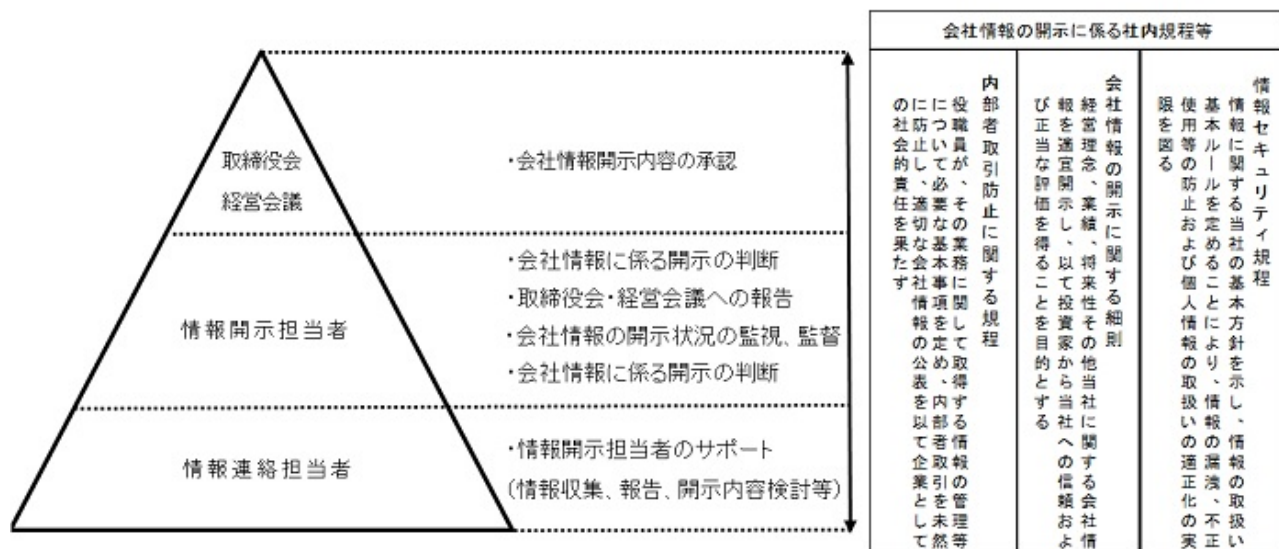 取締役会
経営会議
・会社情報開示内容の承認
情報開示担当者
・会社情報に係る開示の判断
・取締役会・経営会議への報告
・会社情報の開示状況の監視、監督
・会社情報に係る開示の判断
情報連絡担当者
・情報開示担当者のサポート
（情報収集、報告、開示内容検討等）
会社情報の開示に係る社内規程等
情報セキュリティ規程
情報に関する当社の基本方針を示し、情報の取扱い
基本ルールを定めることにより、情報の漏洩、不正
使用等の防止および個人情報の取扱いの適正化の実
限を図る
会社情報の開示に関する細則
経営理念、業績、将来性その他当社に関する会社情
報を適宜開示し、以て投資家から当社への信頼およ
び正当な評価を得ることを目的とする
内部者取引防止に関する規程
役職員が、その業務に関して取得する情報の管理等
について必要な基本事項を定め、内部者取引を未然
に防止し、適切な会社情報の公表を以て企業として
の社会的責任を果たす